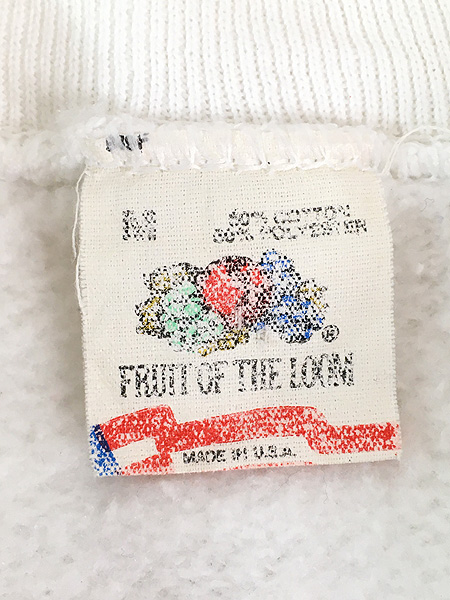 50% COTTON
50% POLYESTER
®
FRUIT OF THE LOOM
MADE IN U.S.A.